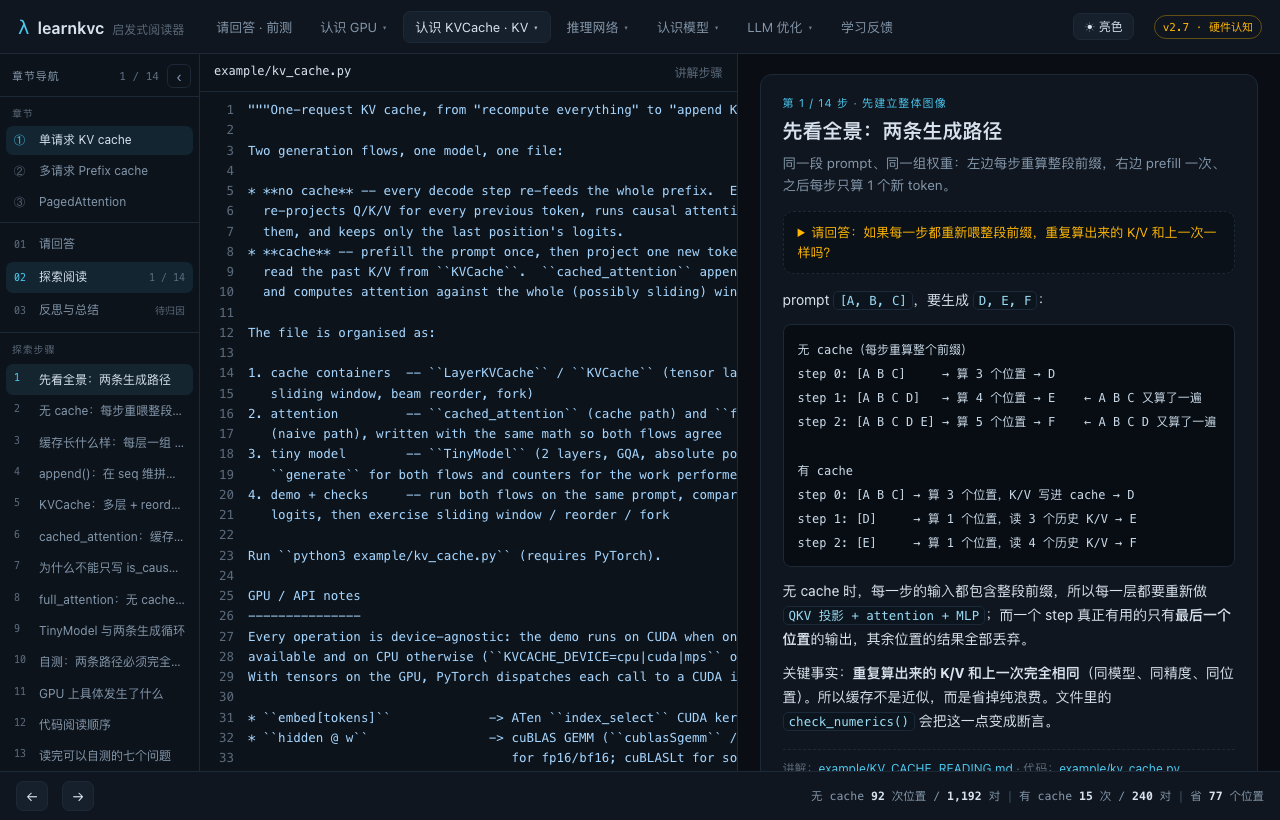 λ learnkvc 启发式阅读器
请回答 · 前测
认识 GPU
认识 KVCache · KV
推理网络
认识模型
LLM 优化
学习反馈
☀ 亮色
v2.7 · 硬件认知
章节导航 1 / 14 ‹
章节
① 单请求 KV cache
② 多请求 Prefix cache
③ PagedAttention
01 请回答
02 探索阅读 1 / 14
03 反思与总结 待归因
探索步骤
1 先看全景：两条生成路径
2 无 cache：每步重喂整段...
3 缓存长什么样：每层一组 ...
4 append()：在 seq 维拼...
5 KVCache：多层 + reord...
6 cached_attention：缓存...
7 为什么不能只写 is_caus...
8 full_attention：无 cache...
9 TinyModel 与两条生成循环
10 自测：两条路径必须完全...
11 GPU 上具体发生了什么
12 代码阅读顺序
13 读完可以自测的七个问题
example/kv_cache.py 讲解步骤
1 """One-request KV cache, from "recompute everything" to "append K
2
3 Two generation flows, one model, one file:
4
5 * **no cache** -- every decode step re-feeds the whole prefix.  E
6   re-projects Q/K/V for every previous token, runs causal attenti
7   them, and keeps only the last position's logits.
8 * **cache** -- prefill the prompt once, then project one new toke
9   read the past K/V from ``KVCache``.  ``cached_attention`` appen
10   and computes attention against the whole (possibly sliding) win
11
12 The file is organised as:
13
14 1. cache containers  -- ``LayerKVCache`` / ``KVCache`` (tensor la
15    sliding window, beam reorder, fork)
16 2. attention         -- ``cached_attention`` (cache path) and ``f
17    (naive path), written with the same math so both flows agree
18 3. tiny model        -- ``TinyModel`` (2 layers, GQA, absolute po
19    ``generate`` for both flows and counters for the work performe
20 4. demo + checks     -- run both flows on the same prompt, compar
21    logits, then exercise sliding window / reorder / fork
22
23 Run ``python3 example/kv_cache.py`` (requires PyTorch).
24
25 GPU / API notes
26 ---------------
27 Every operation is device-agnostic: the demo runs on CUDA when on
28 available and on CPU otherwise (``KVCACHE_DEVICE=cpu|cuda|mps`` o
29 With tensors on the GPU, PyTorch dispatches each call to a CUDA i
30
31 * ``embed[tokens]``             -> ATen ``index_select`` CUDA ker
32 * ``hidden @ w``                -> cuBLAS GEMM (``cublasSgemm`` /
33                                    for fp16/bf16; cuBLASLt for so
第 1 / 14 步 · 先建立整体图像
先看全景：两条生成路径
同一段 prompt、同一组权重：左边每步重算整段前缀，右边 prefill 一次、
之后每步只算 1 个新 token。
▶ 请回答：如果每一步都重新喂整段前缀，重复算出来的 K/V 和上一次一
样吗？
prompt [A, B, C]，要生成 D, E, F：
无 cache（每步重算整个前缀）
step 0: [A B C]     → 算 3 个位置 → D
step 1: [A B C D]   → 算 4 个位置 → E    ← A B C 又算了一遍
step 2: [A B C D E] → 算 5 个位置 → F    ← A B C D 又算了一遍
有 cache
step 0: [A B C] → 算 3 个位置，K/V 写进 cache → D
step 1: [D]     → 算 1 个位置，读 3 个历史 K/V → E
step 2: [E]     → 算 1 个位置，读 4 个历史 K/V → F
无 cache 时，每一步的输入都包含整段前缀，所以每一层都要重新做
QKV 投影 + attention + MLP；而一个 step 真正有用的只有最后一个
位置的输出，其余位置的结果全部丢弃。
关键事实：重复算出来的 K/V 和上一次完全相同（同模型、同精度、同位
置）。所以缓存不是近似，而是省掉纯浪费。文件里的
check_numerics() 会把这一点变成断言。
讲解：example/KV_CACHE_READING.md · 代码：example/kv_cache.py
← →
无 cache 92 次位置 / 1,192 对 | 有 cache 15 次 / 240 对 | 省 77 个位置